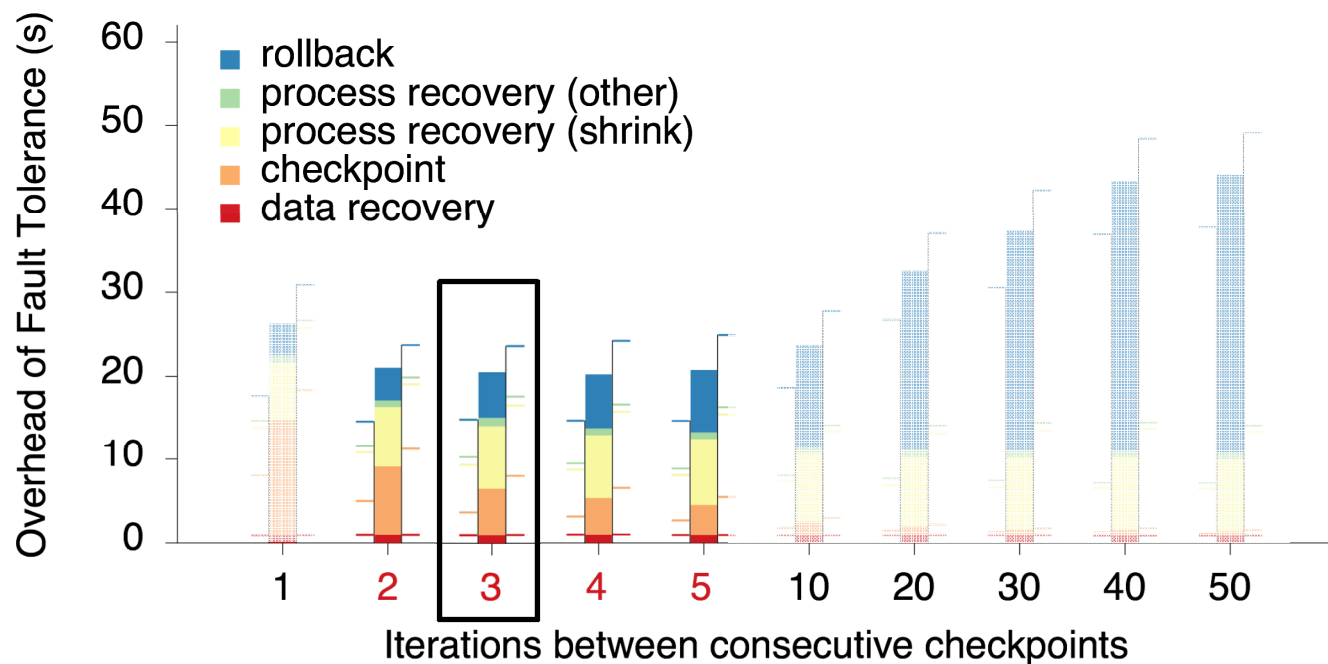 Overhead of Fault Tolerance (s)
60
50
40
30
20
10
0
rollback
process recovery (other)
process recovery (shrink)
checkpoint
data recovery
1 2 3 4 5 10 20 30 40 50
Iterations between consecutive checkpoints